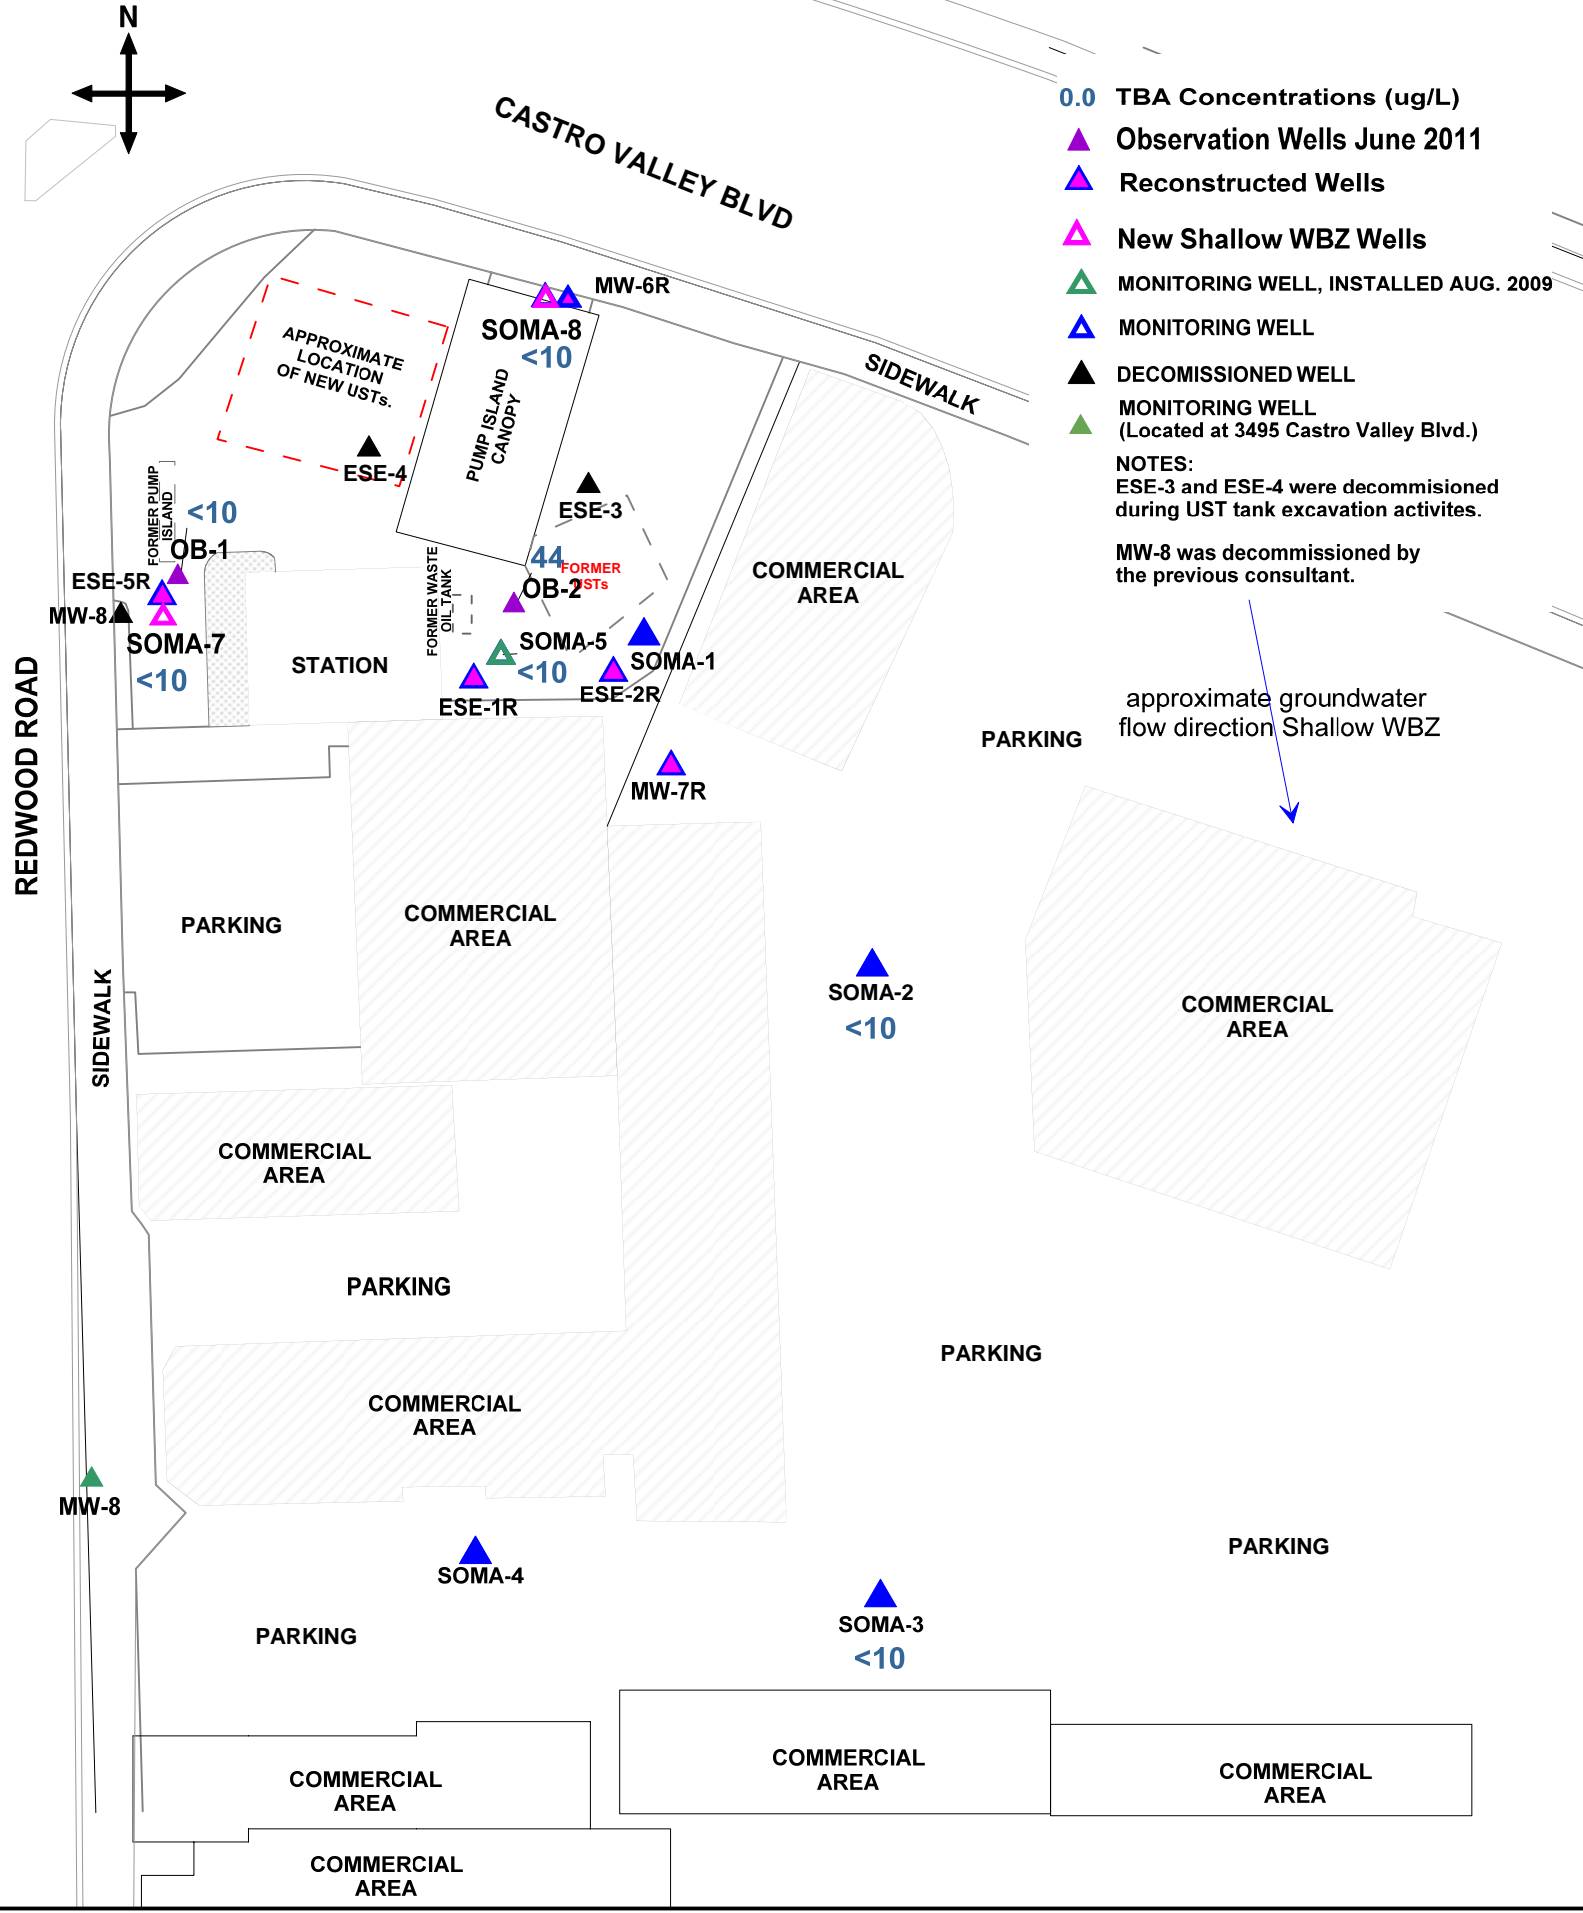 N
CASTRO VALLEY BLVD
0.0 TBA Concentrations (ug/L)
Observation Wells June 2011
Reconstructed Wells
New Shallow WBZ Wells
MONITORING WELL, INSTALLED AUG. 2009
MONITORING WELL
DECOMISSIONED WELL
MONITORING WELL
(Located at 3495 Castro Valley Blvd.)
NOTES:
ESE-3 and ESE-4 were decommisioned
during UST tank excavation activites.
MW-8 was decommissioned by
the previous consultant.
approximate groundwater
flow direction Shallow WBZ
MW-6R
SOMA-8
<10
SIDEWALK
APPROXIMATE
LOCATION
OF NEW USTs.
PUMP ISLAND
CANOPY
ESE-4
ESE-3
FORMER PUMP
ISLAND
<10
OB-1
ESE-5R
MW-8
SOMA-7
<10
STATION
FORMER WASTE
OIL TANK
44
FORMER
USTs
OB-2
SOMA-5
<10
SOMA-1
ESE-2R
ESE-1R
COMMERCIAL
AREA
MW-7R
PARKING
REDWOOD ROAD
SIDEWALK
PARKING
COMMERCIAL
AREA
SOMA-2
<10
COMMERCIAL
AREA
COMMERCIAL
AREA
PARKING
PARKING
COMMERCIAL
AREA
MW-8
SOMA-4
PARKING
SOMA-3
<10
PARKING
COMMERCIAL
AREA
COMMERCIAL
AREA
COMMERCIAL
AREA
COMMERCIAL
AREA